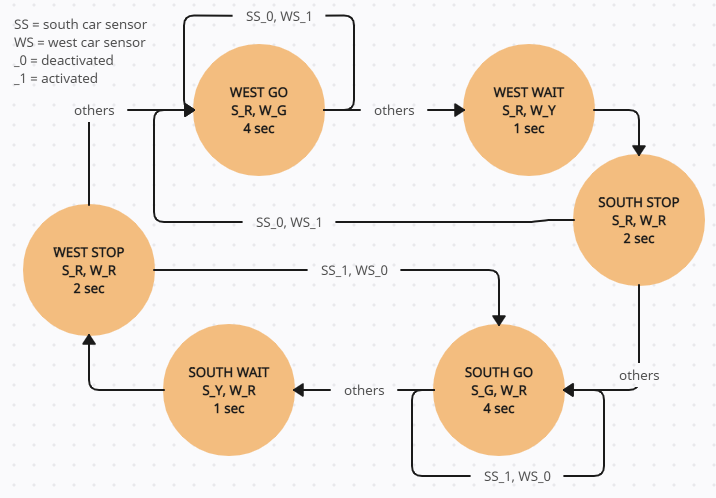 SS = south car sensor
WS = west car sensor
_0 = deactivated
_1 = activated
SS_0, WS_1
WEST GO
S_R, W_G
4 sec
WEST WAIT
S_R, W_Y
1 sec
others
others
SOUTH STOP
S_R, W_R
2 sec
SS_0, WS_1
WEST STOP
S_R, W_R
2 sec
SS_1, WS_0
SOUTH WAIT
S_Y, W_R
1 sec
others
SOUTH GO
S_G, W_R
4 sec
others
SS_1, WS_0